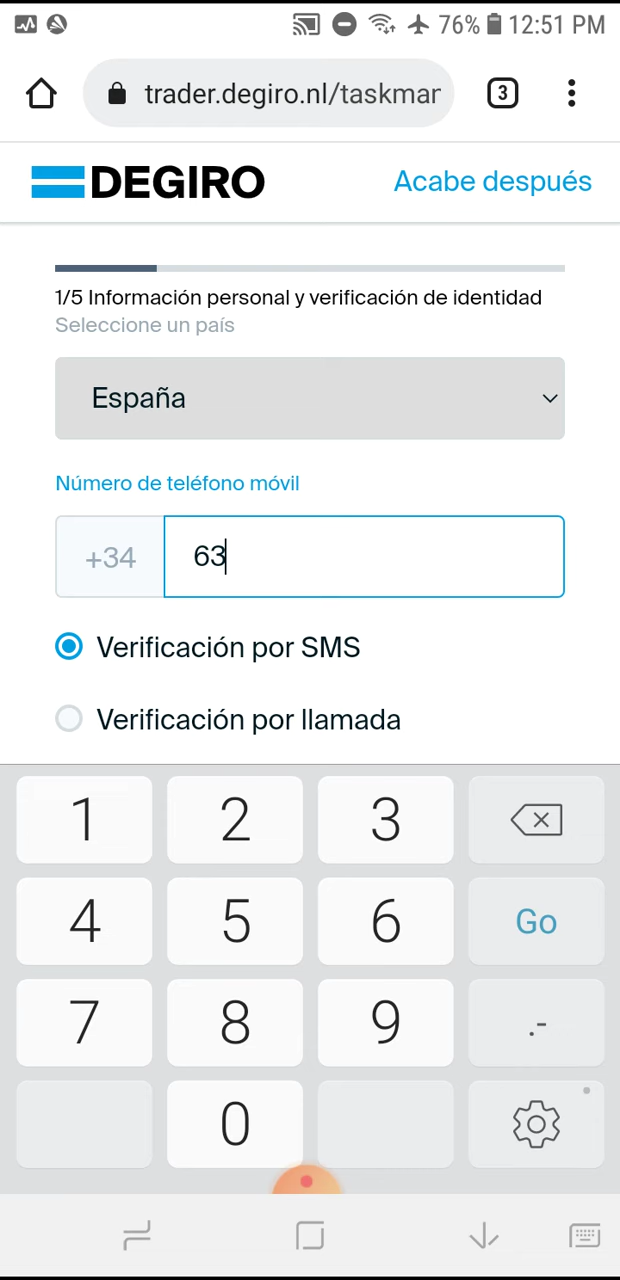 76% 12:51 PM
trader.degiro.nl/taskmar
3
DEGIRO
Acabe después
1/5 Información personal y verificación de identidad
Seleccione un país
España
Número de teléfono móvil
+34 63
Verificación por SMS
Verificación por llamada
1 2 3
4 5 6 Go
7 8 9 .-
0